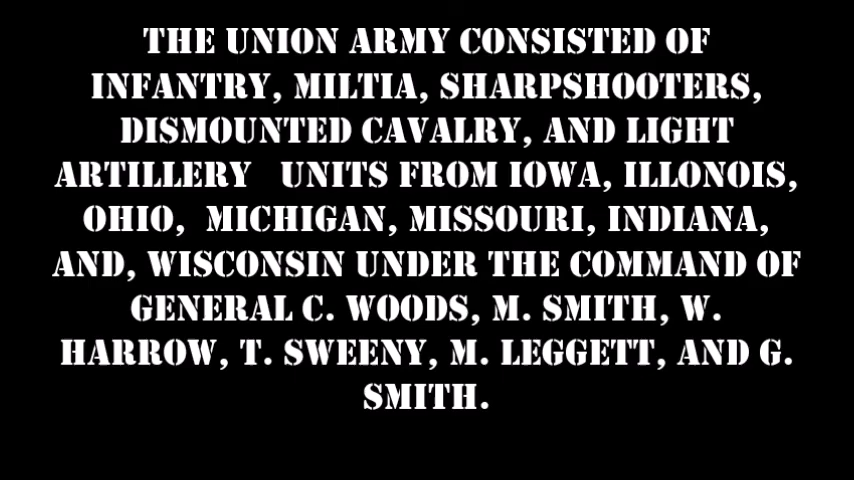 THE UNION ARMY CONSISTED OF
INFANTRY, MILTIA, SHARPSHOOTERS,
DISMOUNTED CAVALRY, AND LIGHT
ARTILLERY   UNITS FROM IOWA, ILLONOIS,
OHIO,  MICHIGAN, MISSOURI, INDIANA,
AND, WISCONSIN UNDER THE COMMAND OF
GENERAL C. WOODS, M. SMITH, W.
HARROW, T. SWEENY, M. LEGGETT, AND G.
SMITH.